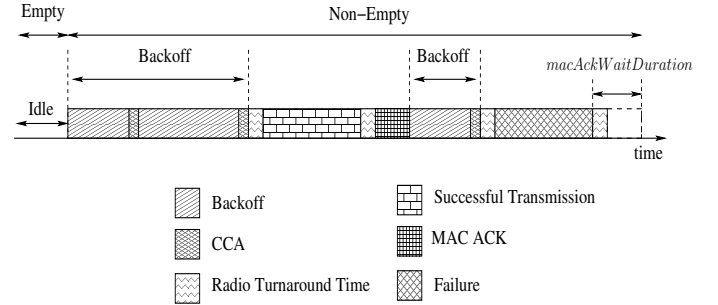 Empty
Non-Empty
Backoff
Backoff
macAckWaitDuration
Idle
time
Backoff
Successful Transmission
CCA
MAC ACK
Radio Turnaround Time
Failure